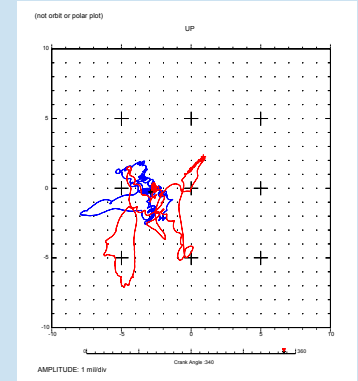 (not orbit or polar plot)
UP
10
5
0
-5
-10
-10 -5 0 5 10
0 360
Crank Angle :340
AMPLITUDE: 1 mil/div